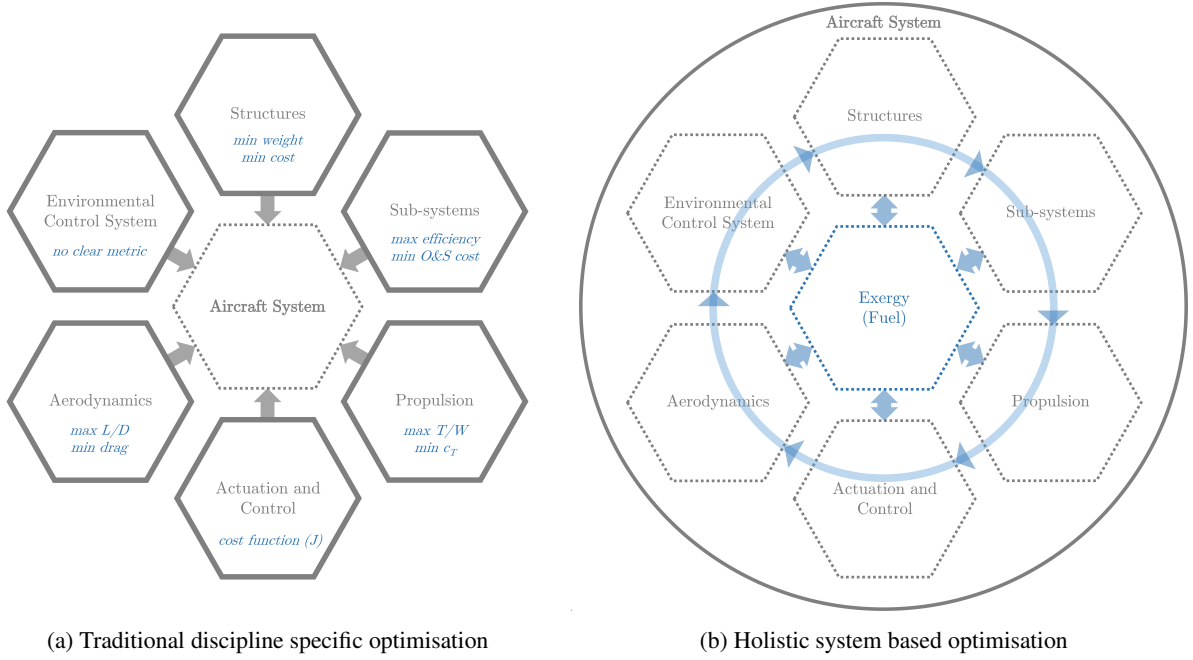 Structures
min weight
min cost
Environmental
Control System
no clear metric
Sub-systems
max efficiency
min O&S cost
Aircraft System
Aerodynamics
max L/D
min drag
Propulsion
max T/W
min c_T
Actuation and
Control
cost function (J)
(a) Traditional discipline specific optimisation
Aircraft System
Structures
Environmental
Control System
Sub-systems
Exergy
(Fuel)
Aerodynamics
Propulsion
Actuation and
Control
(b) Holistic system based optimisation